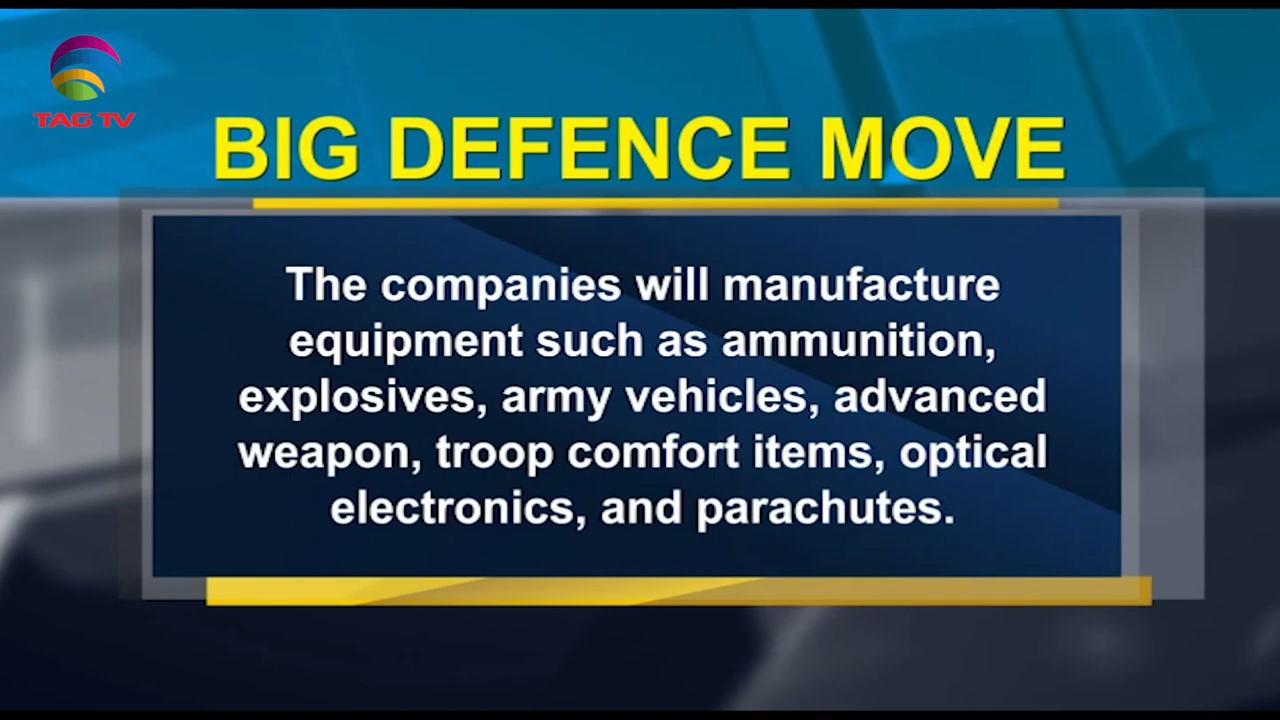 TAG TV
BIG DEFENCE MOVE
The companies will manufacture
equipment such as ammunition,
explosives, army vehicles, advanced
weapon, troop comfort items, optical
electronics, and parachutes.